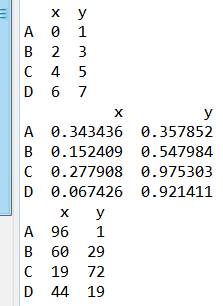 x y
A 0 1
B 2 3
C 4 5
D 6 7
x y
A 0.343436 0.357852
B 0.152409 0.547984
C 0.277908 0.975303
D 0.067426 0.921411
x y
A 96 1
B 60 29
C 19 72
D 44 19